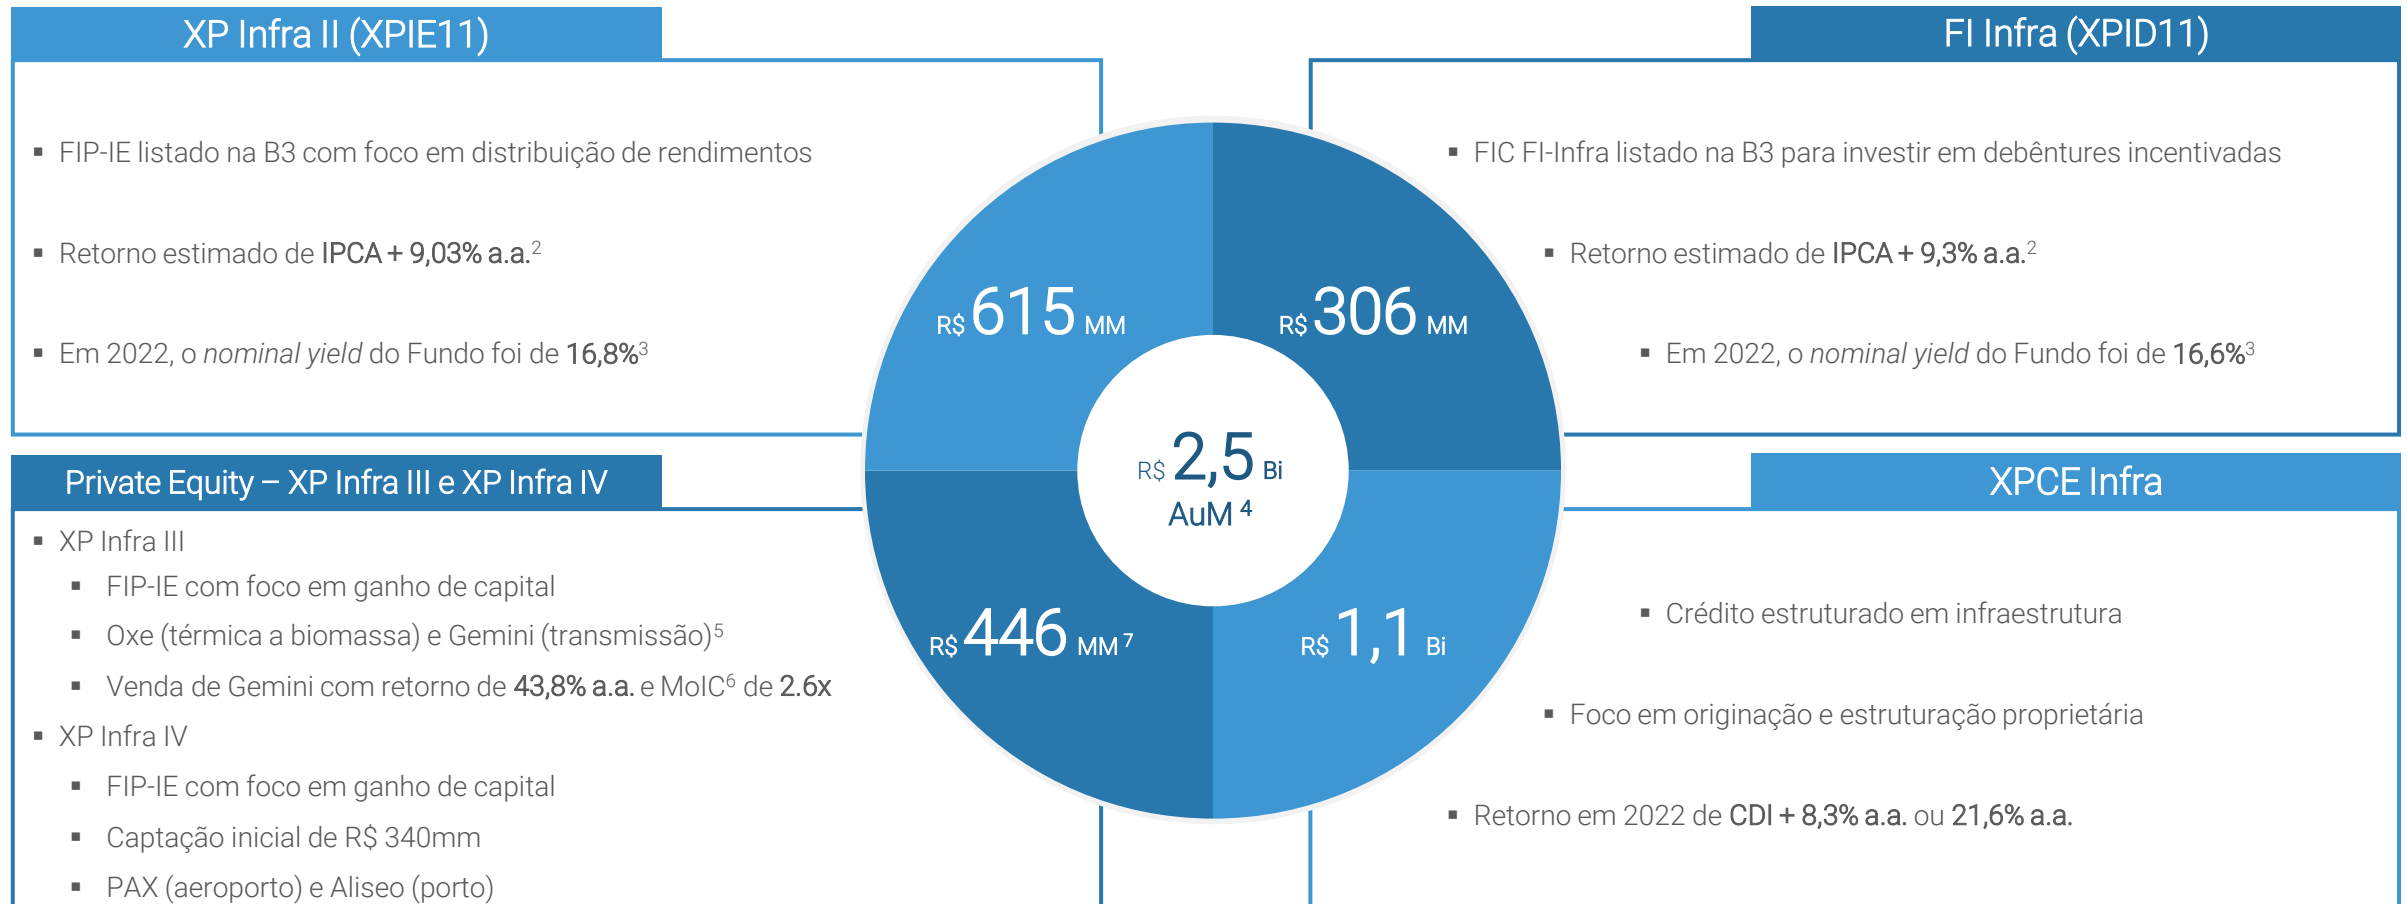 XP Infra II (XPIE11)
▪ FIP-IE listado na B3 com foco em distribuição de rendimentos
▪ Retorno estimado de IPCA + 9,03% a.a.²
▪ Em 2022, o nominal yield do Fundo foi de 16,8%³
FI Infra (XPID11)
▪ FIC FI-Infra listado na B3 para investir em debêntures incentivadas
▪ Retorno estimado de IPCA + 9,3% a.a.²
▪ Em 2022, o nominal yield do Fundo foi de 16,6%³
R$ 615 MM
R$ 306 MM
R$ 2,5 Bi
AuM ⁴
R$ 446 MM ⁷
R$ 1,1 Bi
Private Equity – XP Infra III e XP Infra IV
▪ XP Infra III
▪ FIP-IE com foco em ganho de capital
▪ Oxe (térmica a biomassa) e Gemini (transmissão)⁵
▪ Venda de Gemini com retorno de 43,8% a.a. e MoIC⁶ de 2.6x
▪ XP Infra IV
▪ FIP-IE com foco em ganho de capital
▪ Captação inicial de R$ 340mm
▪ PAX (aeroporto) e Aliseo (porto)
XPCE Infra
▪ Crédito estruturado em infraestrutura
▪ Foco em originação e estruturação proprietária
▪ Retorno em 2022 de CDI + 8,3% a.a. ou 21,6% a.a.